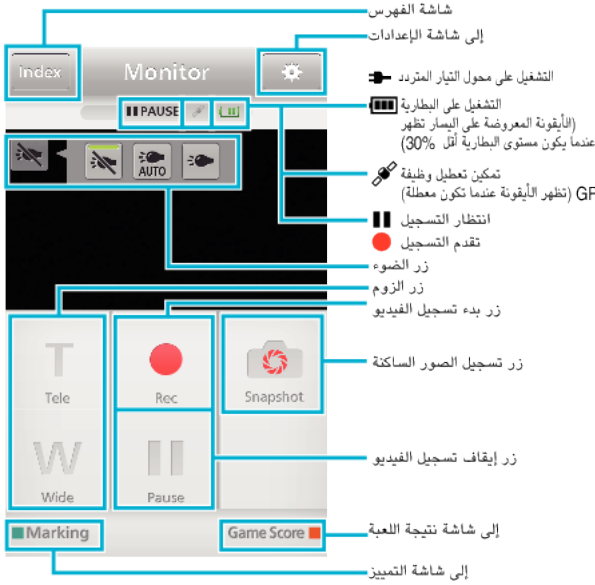 شاشة الفهرس
إلى شاشة الإعدادات
Index
Monitor
التشغيل على محول التيار المتردد
PAUSE
التشغيل على البطارية
(الأيقونة المعروضة على اليسار تظهر
عندما يكون مستوى البطارية أقل 30%)
AUTO
تمكين تعطيل وظيفة
GP (تظهر الأيقونة عندما تكون معطلة)
انتظار التسجيل
تقدم التسجيل
زر الضوء
زر الزوم
زر بدء تسجيل الفيديو
T
Tele
Rec
Snapshot
زر تسجيل الصور الساكنة
W
Wide
Pause
زر إيقاف تسجيل الفيديو
Marking
Game Score
إلى شاشة نتيجة اللعبة
إلى شاشة التمييز